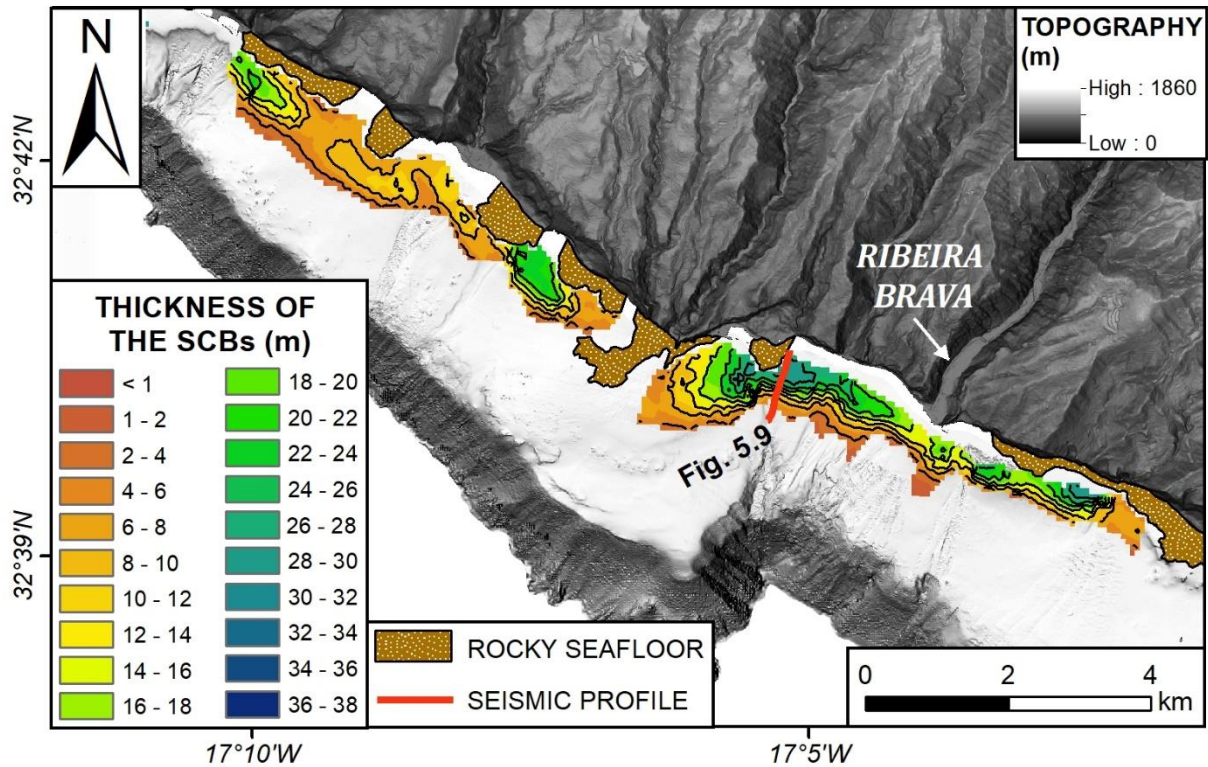 N
TOPOGRAPHY
(m)
High : 1860
Low : 0
32°42'N
RIBEIRA
BRAVA
THICKNESS OF
THE SCBs (m)
< 1
1 - 2
2 - 4
4 - 6
6 - 8
8 - 10
10 - 12
12 - 14
14 - 16
16 - 18
18 - 20
20 - 22
22 - 24
24 - 26
26 - 28
28 - 30
30 - 32
32 - 34
34 - 36
36 - 38
Fig. 5.9
32°39'N
ROCKY SEAFLOOR
SEISMIC PROFILE
0 2 4
km
17°10'W
17°5'W